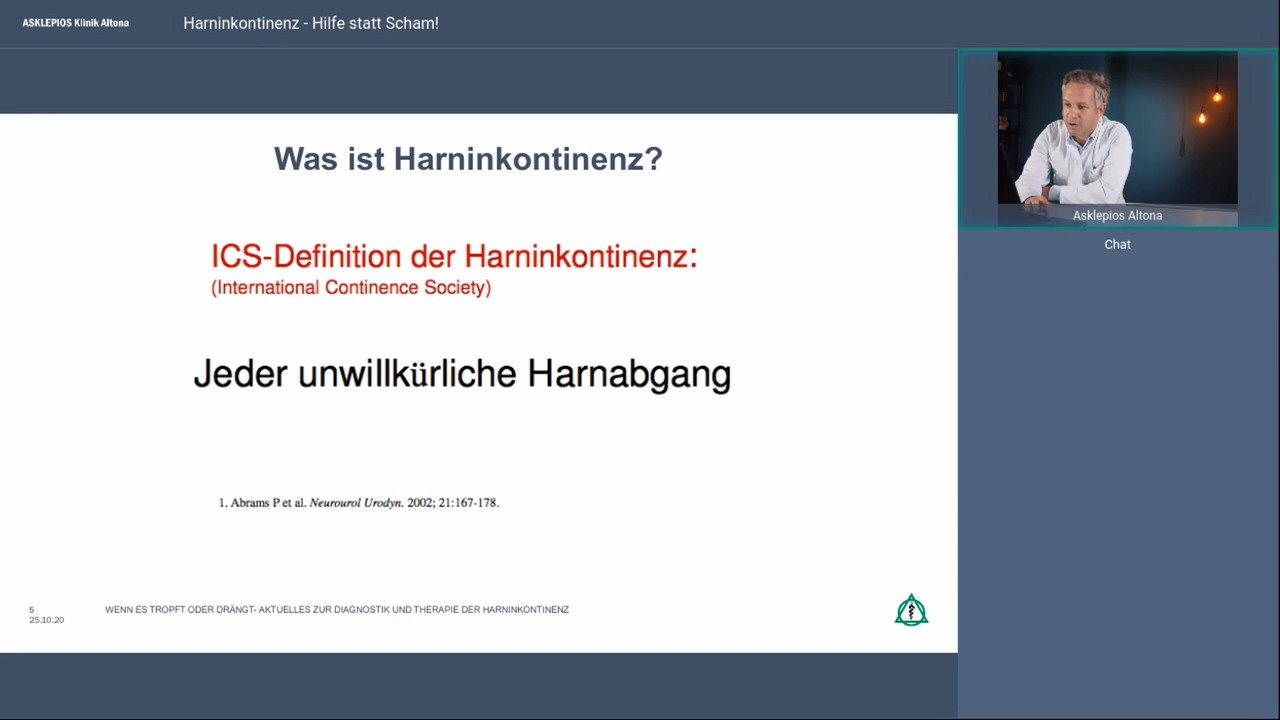 ASKLEPIOS Klinik Altona
Harninkontinenz - Hilfe statt Scham!
Was ist Harninkontinenz?
ICS-Definition der Harninkontinenz:
(International Continence Society)
Jeder unwillkürliche Harnabgang
1. Abrams P et al. Neurourol Urodyn. 2002; 21:167-178.
5
25.10.20
WENN ES TROPFT ODER DRÄNGT- AKTUELLES ZUR DIAGNOSTIK UND THERAPIE DER HARNINKONTINENZ
Asklepios Altona
Chat